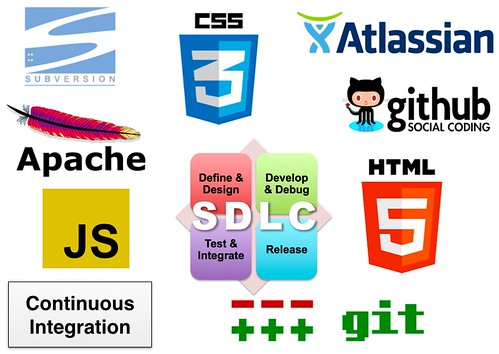 SUBVERSION
CSS
3
Atlassian
github
SOCIAL CODING
Apache
Define &
Design
Develop
& Debug
SDLC
Test &
Integrate
Release
HTML
5
JS
Continuous
Integration
+++
git